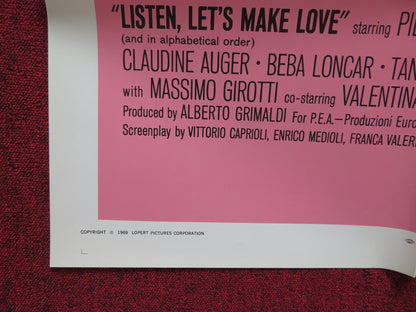 "LISTEN, LET'S MAKE LOVE" starring
(and in alphabetical order)
CLAUDINE AUGER · BEBA LONCAR ·
with MASSIMO GIROTTI co-starring VALENTINA
Produced by ALBERTO GRIMALDI For P.E.A.—Produzioni
Screenplay by VITTORIO CAPRIOLI, ENRICO MEDIOLI, FRANCA
COPYRIGHT © 1969 LOPERT PICTURES CORPORATION